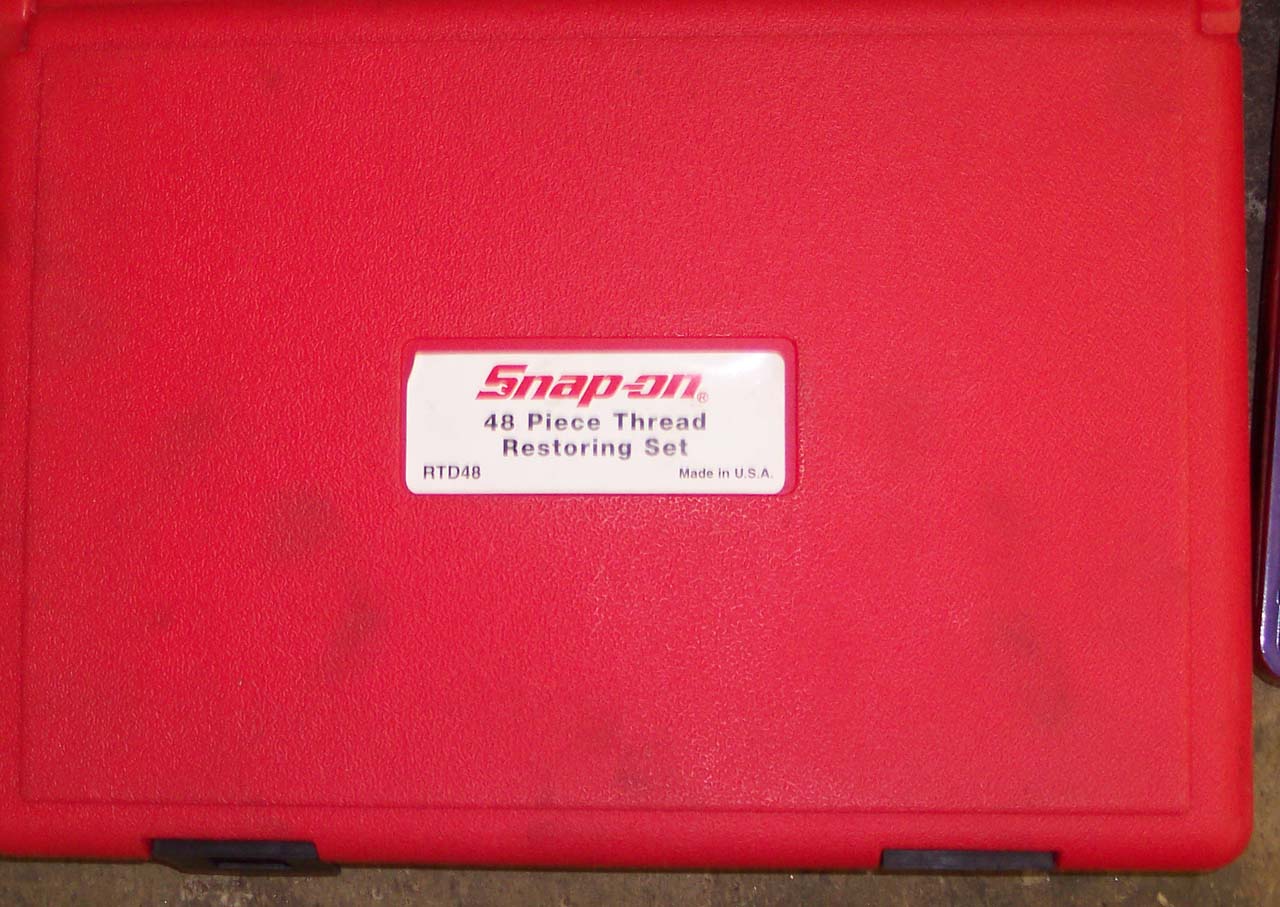 Snap-on®
48 Piece Thread
Restoring Set
RTD48 Made in U.S.A.